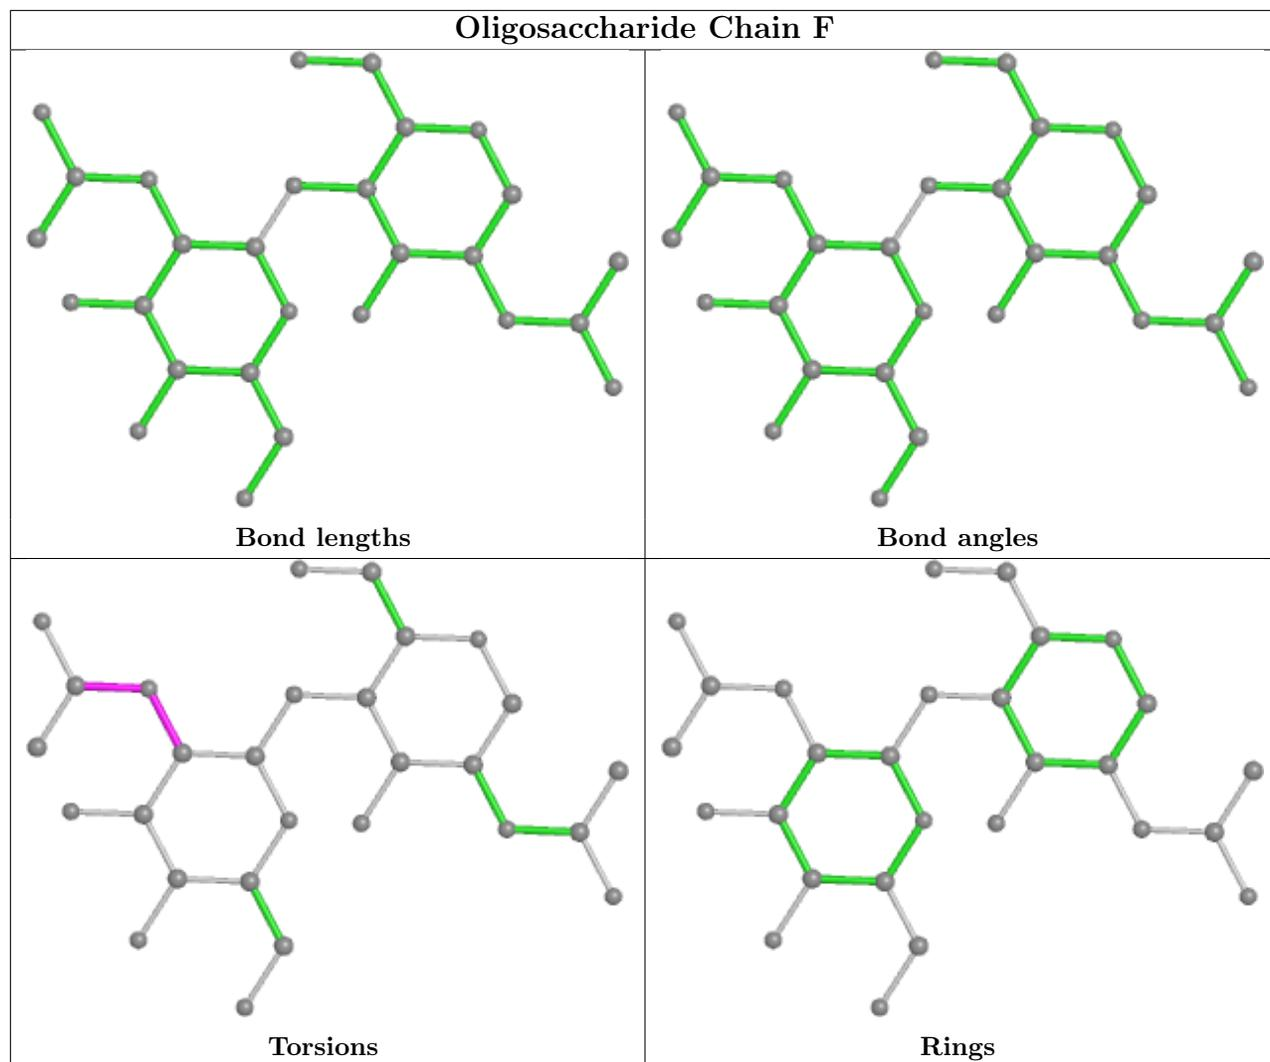 Oligosaccharide Chain F
Bond lengths
Bond angles
Torsions
Rings